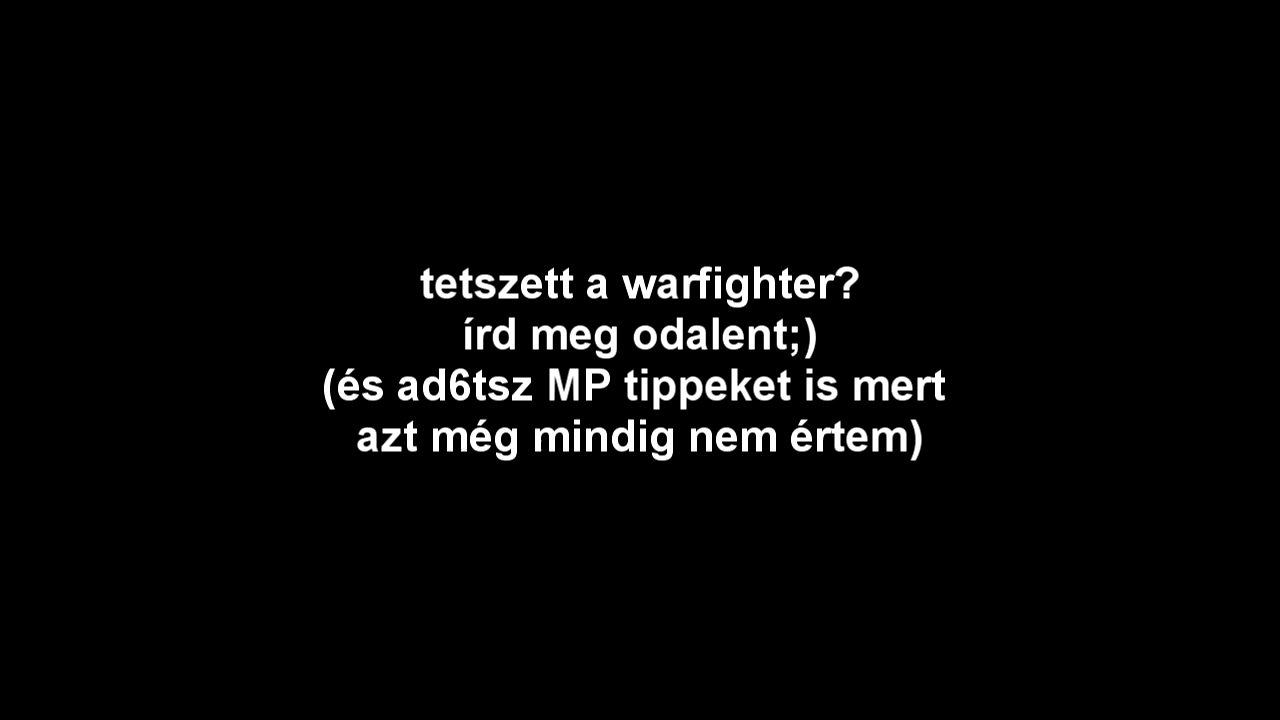 tetszett a warfighter?
írd meg odalent;)
(és ad6tsz MP tippeket is mert
azt még mindig nem értem)